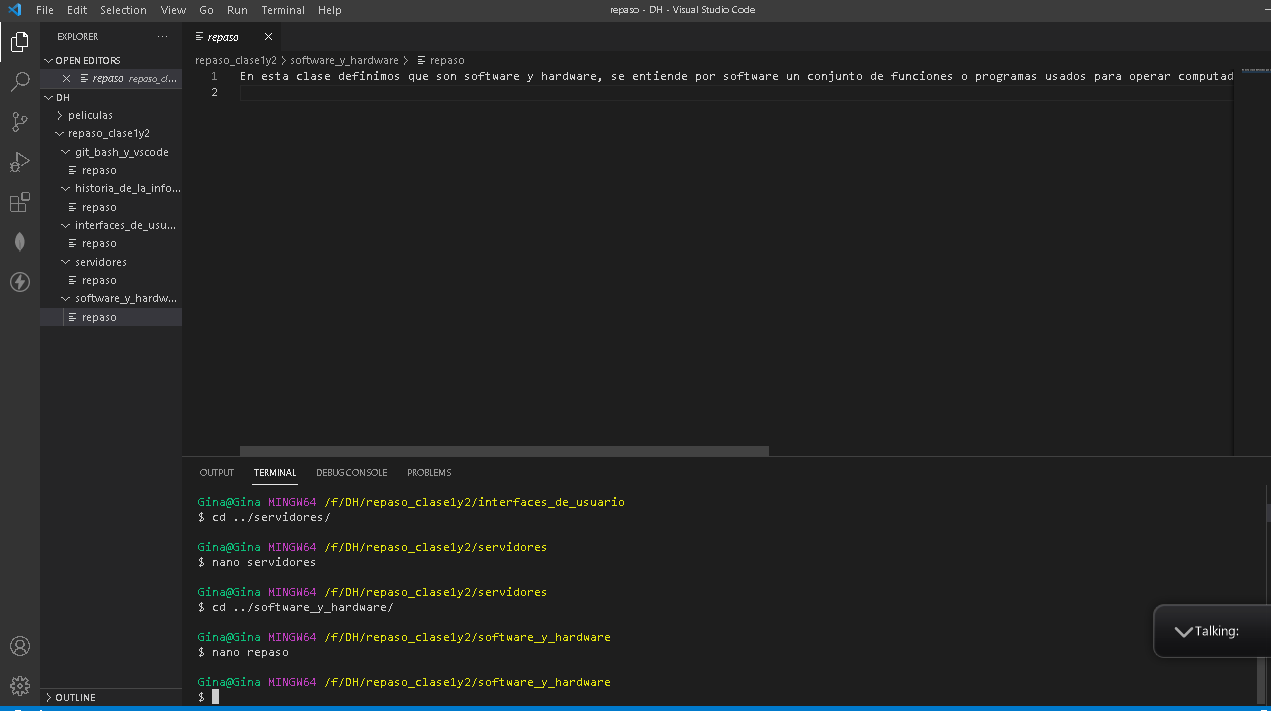 File Edit Selection View Go Run Terminal Help
repaso - DH - Visual Studio Code
EXPLORER ...
OPEN EDITORS
repaso repaso_cl...
DH
peliculas
repaso_clase1y2
git_bash_y_vscode
repaso
historia_de_la_info...
repaso
interfaces_de_usu...
repaso
servidores
repaso
software_y_hardw...
repaso
OUTLINE
repaso
repaso_clase1y2 > software_y_hardware > repaso
1 En esta clase definimos que son software y hardware, se entiende por software un conjunto de funciones o programas usados para operar computad
2
OUTPUT TERMINAL DEBUG CONSOLE PROBLEMS
Gina@Gina MINGW64 /f/DH/repaso_clase1y2/interfaces_de_usuario
$ cd ../servidores/
Gina@Gina MINGW64 /f/DH/repaso_clase1y2/servidores
$ nano servidores
Gina@Gina MINGW64 /f/DH/repaso_clase1y2/servidores
$ cd ../software_y_hardware/
Gina@Gina MINGW64 /f/DH/repaso_clase1y2/software_y_hardware
$ nano repaso
Gina@Gina MINGW64 /f/DH/repaso_clase1y2/software_y_hardware
$
Talking: